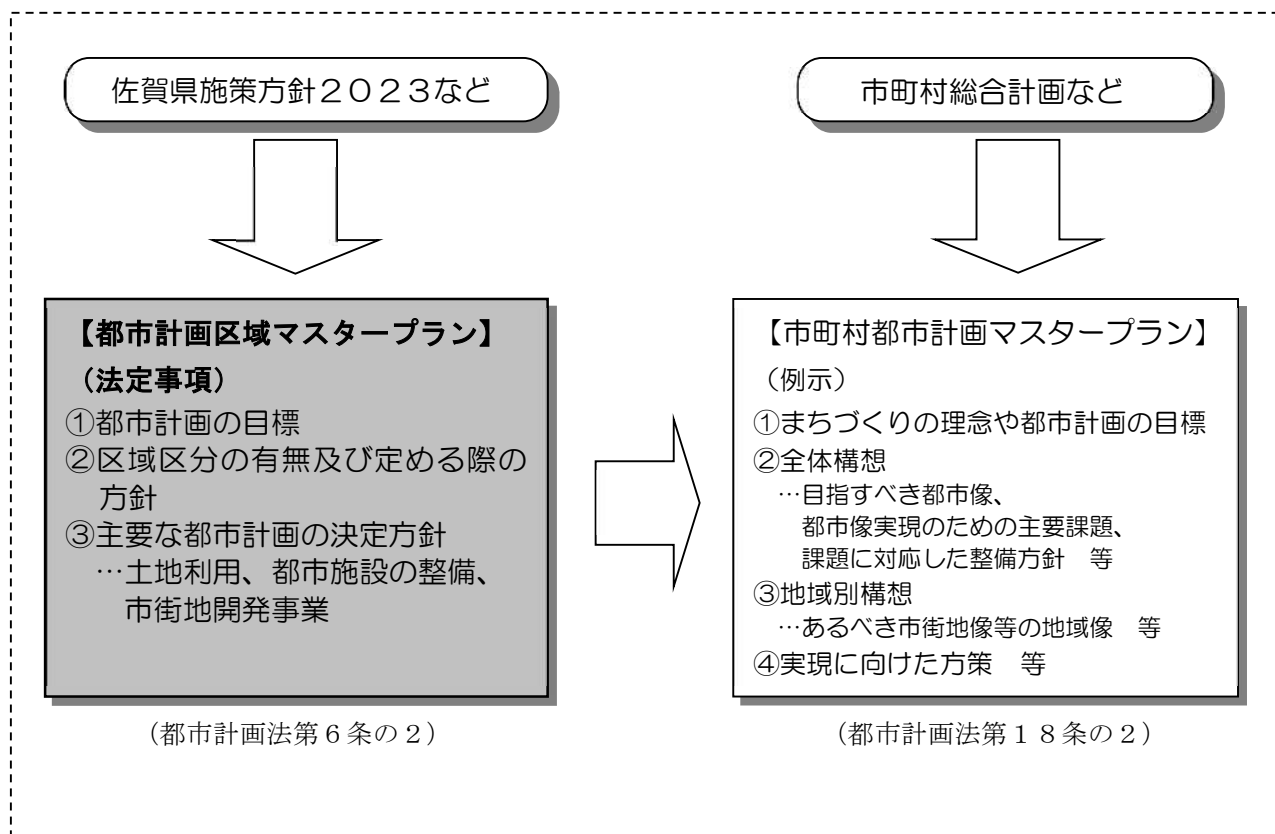 佐賀県施策方針2023など
【都市計画区域マスタープラン】
(法定事項)
①都市計画の目標
②区域区分の有無及び定める際の
方針
③主要な都市計画の決定方針
…土地利用、都市施設の整備、
市街地開発事業
(都市計画法第6条の2)
市町村総合計画など
【市町村都市計画マスタープラン】
(例示)
①まちづくりの理念や都市計画の目標
②全体構想
…目指すべき都市像、
都市像実現のための主要課題、
課題に対応した整備方針 等
③地域別構想
…あるべき市街地像等の地域像 等
④実現に向けた方策 等
(都市計画法第18条の2)